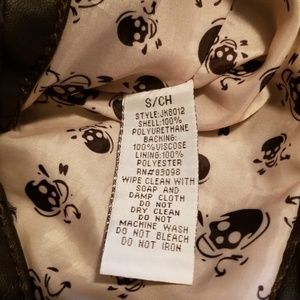 S/CH
STYLE:JK8012
SHELL:100%
POLYURETHANE
BACKING:
100%VISCOSE
LINING:100%
POLYESTER
RN#83098
WIPE CLEAN WITH
SOAP AND
DAMP CLOTH
DO NOT
DRY CLEAN
DO NOT
MACHINE WASH
DO NOT BLEACH
DO NOT IRON